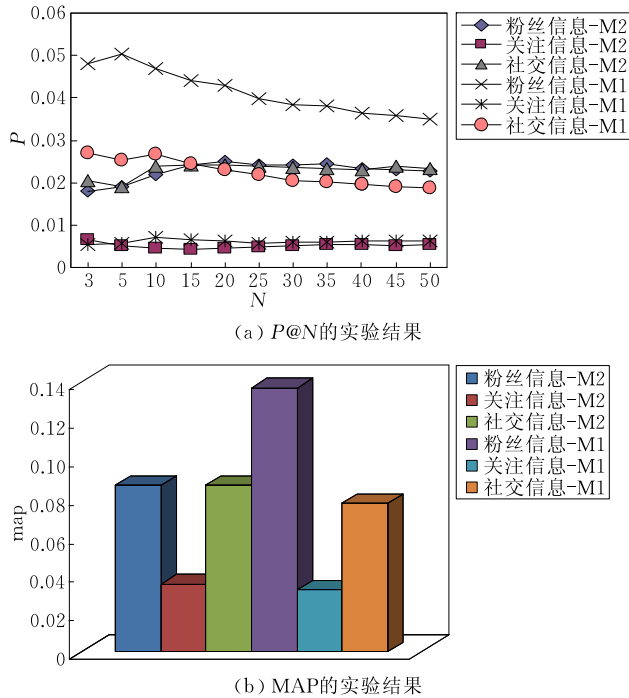 0.06
0.05
0.04
0.03
0.02
0.01
0
P
3 5 10 15 20 25 30 35 40 45 50
N
粉丝信息-M2
关注信息-M2
社交信息-M2
粉丝信息-M1
关注信息-M1
社交信息-M1
(a) P@N的实验结果
0.14
0.12
0.10
0.08
0.06
0.04
0.02
0
map
粉丝信息-M2
关注信息-M2
社交信息-M2
粉丝信息-M1
关注信息-M1
社交信息-M1
(b) MAP的实验结果